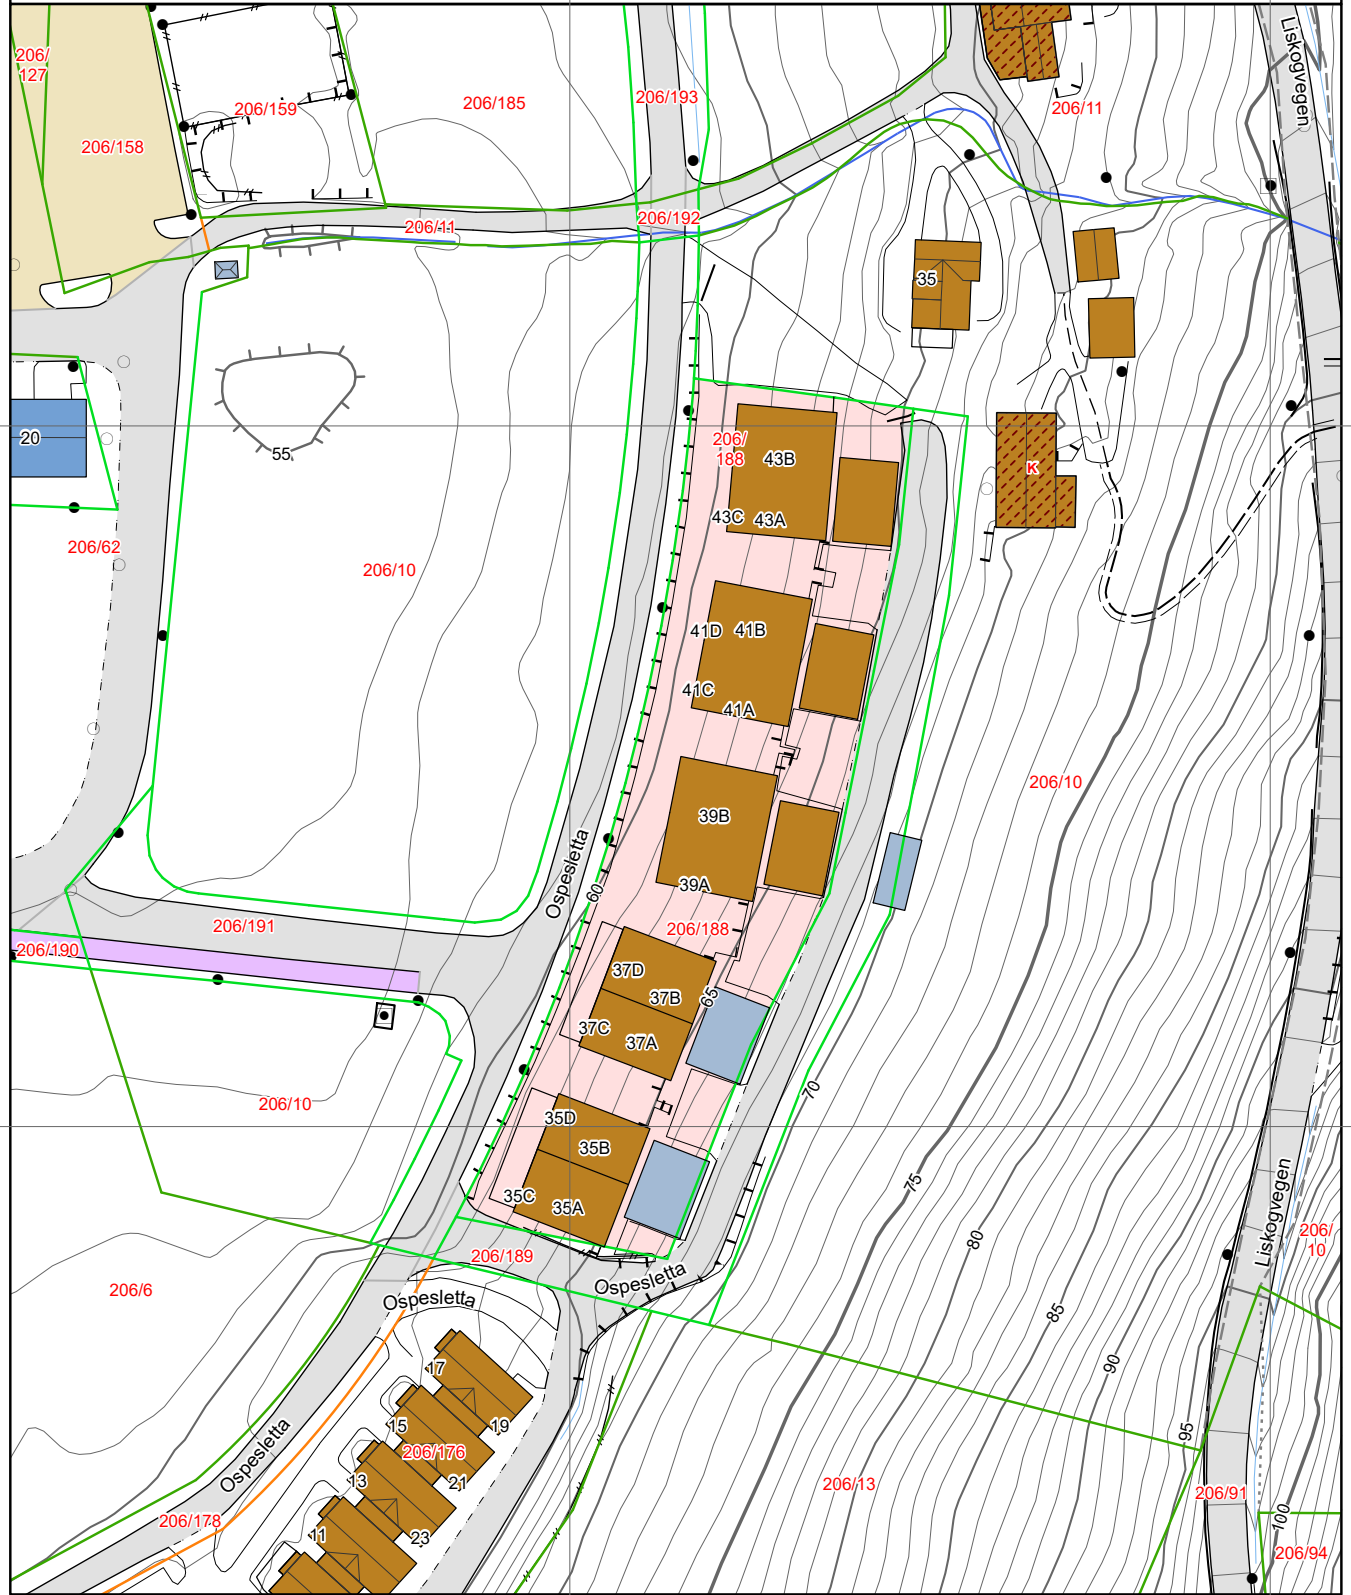 Liskogvegen
206/
127
206/159
206/185
206/193
206/11
206/158
206/192
206/11
35
20
55
206/
188
43B
K
43C
43A
206/62
206/10
41D
41B
41C
41A
206/10
39B
Ospesletta
60
39A
206/191
206/188
206/190
37D
65
37B
37C
37A
70
206/10
35D
35B
75
35C
35A
Liskogvegen
80
206/
10
206/189
Ospesletta
206/6
Ospesletta
85
90
17
15
19
95
206/176
Ospesletta
13
21
206/13
206/91
206/178
100
11
23
206/94